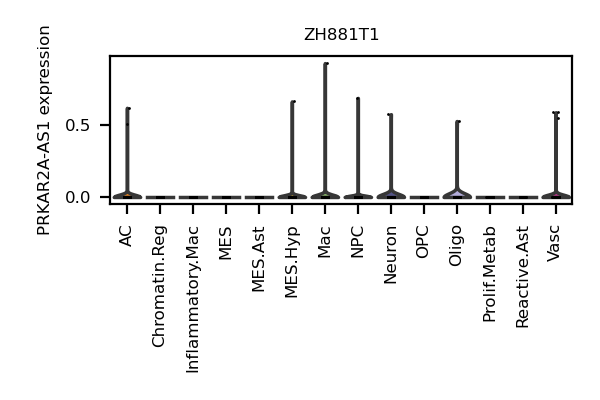 ZH881T1
PRKAR2A-AS1 expression
0.5
0.0
AC
Chromatin.Reg
Inflammatory.Mac
MES
MES.Ast
MES.Hyp
Mac
NPC
Neuron
OPC
Oligo
Prolif.Metab
Reactive.Ast
Vasc